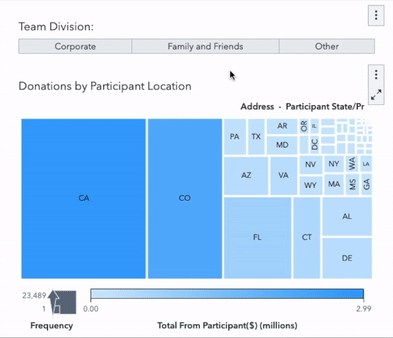 Team Division:
Corporate
Family and Friends
Other
Donations by Participant Location
Address - Participant State/Pr
CA
CO
PA
TX
AR
MD
OR
DC
AZ
VA
NV
WY
NY
MA
WA
MS
LA
GA
FL
CT
AL
DE
23,489
1
0.00
2.99
Frequency
Total From Participant($) (millions)